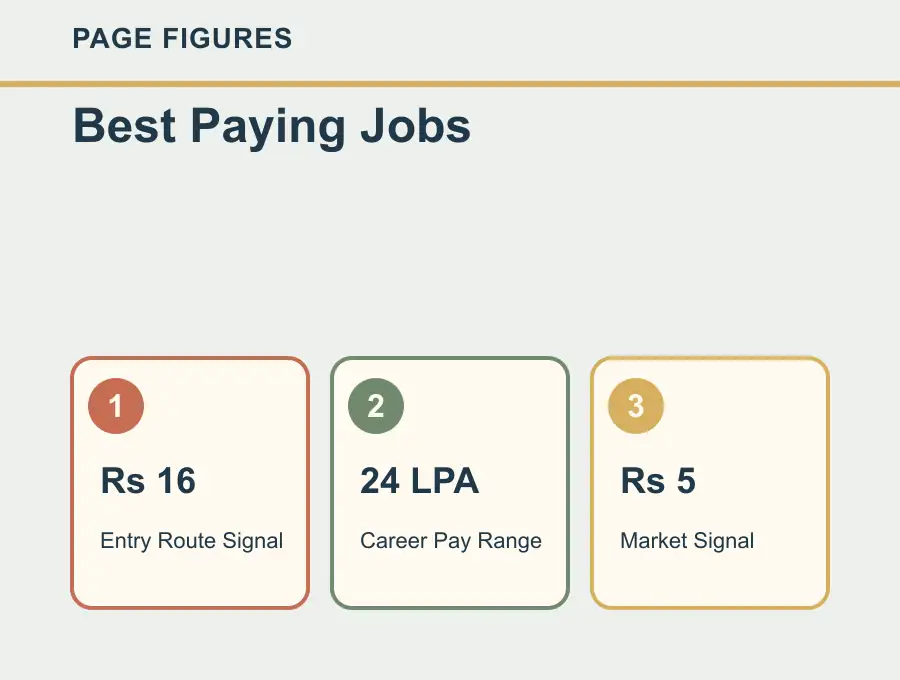 PAGE FIGURES
Best Paying Jobs
1
Rs 16
Entry Route Signal
2
24 LPA
Career Pay Range
3
Rs 5
Market Signal